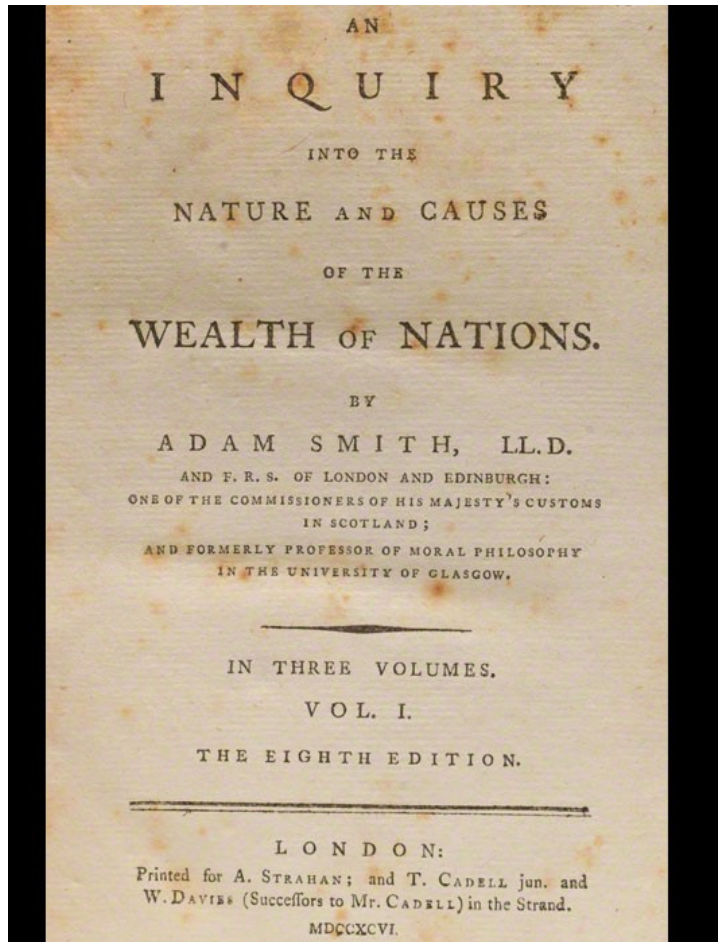 AN
INQUIRY
INTO THE
NATURE AND CAUSES
OF THE
WEALTH OF NATIONS.
BY
ADAM SMITH, LL.D.
AND F. R. S. OF LONDON AND EDINBURGH:
ONE OF THE COMMISSIONERS OF HIS MAJESTY'S CUSTOMS
IN SCOTLAND;
AND FORMERLY PROFESSOR OF MORAL PHILOSOPHY
IN THE UNIVERSITY OF GLASGOW.
IN THREE VOLUMES.
VOL. I.
THE EIGHTH EDITION.
LONDON:
Printed for A. STRAHAN; and T. CADELL jun. and
W. DAVIES (Succeſſors to Mr. CADELL) in the Strand.
MDCCXCVI.